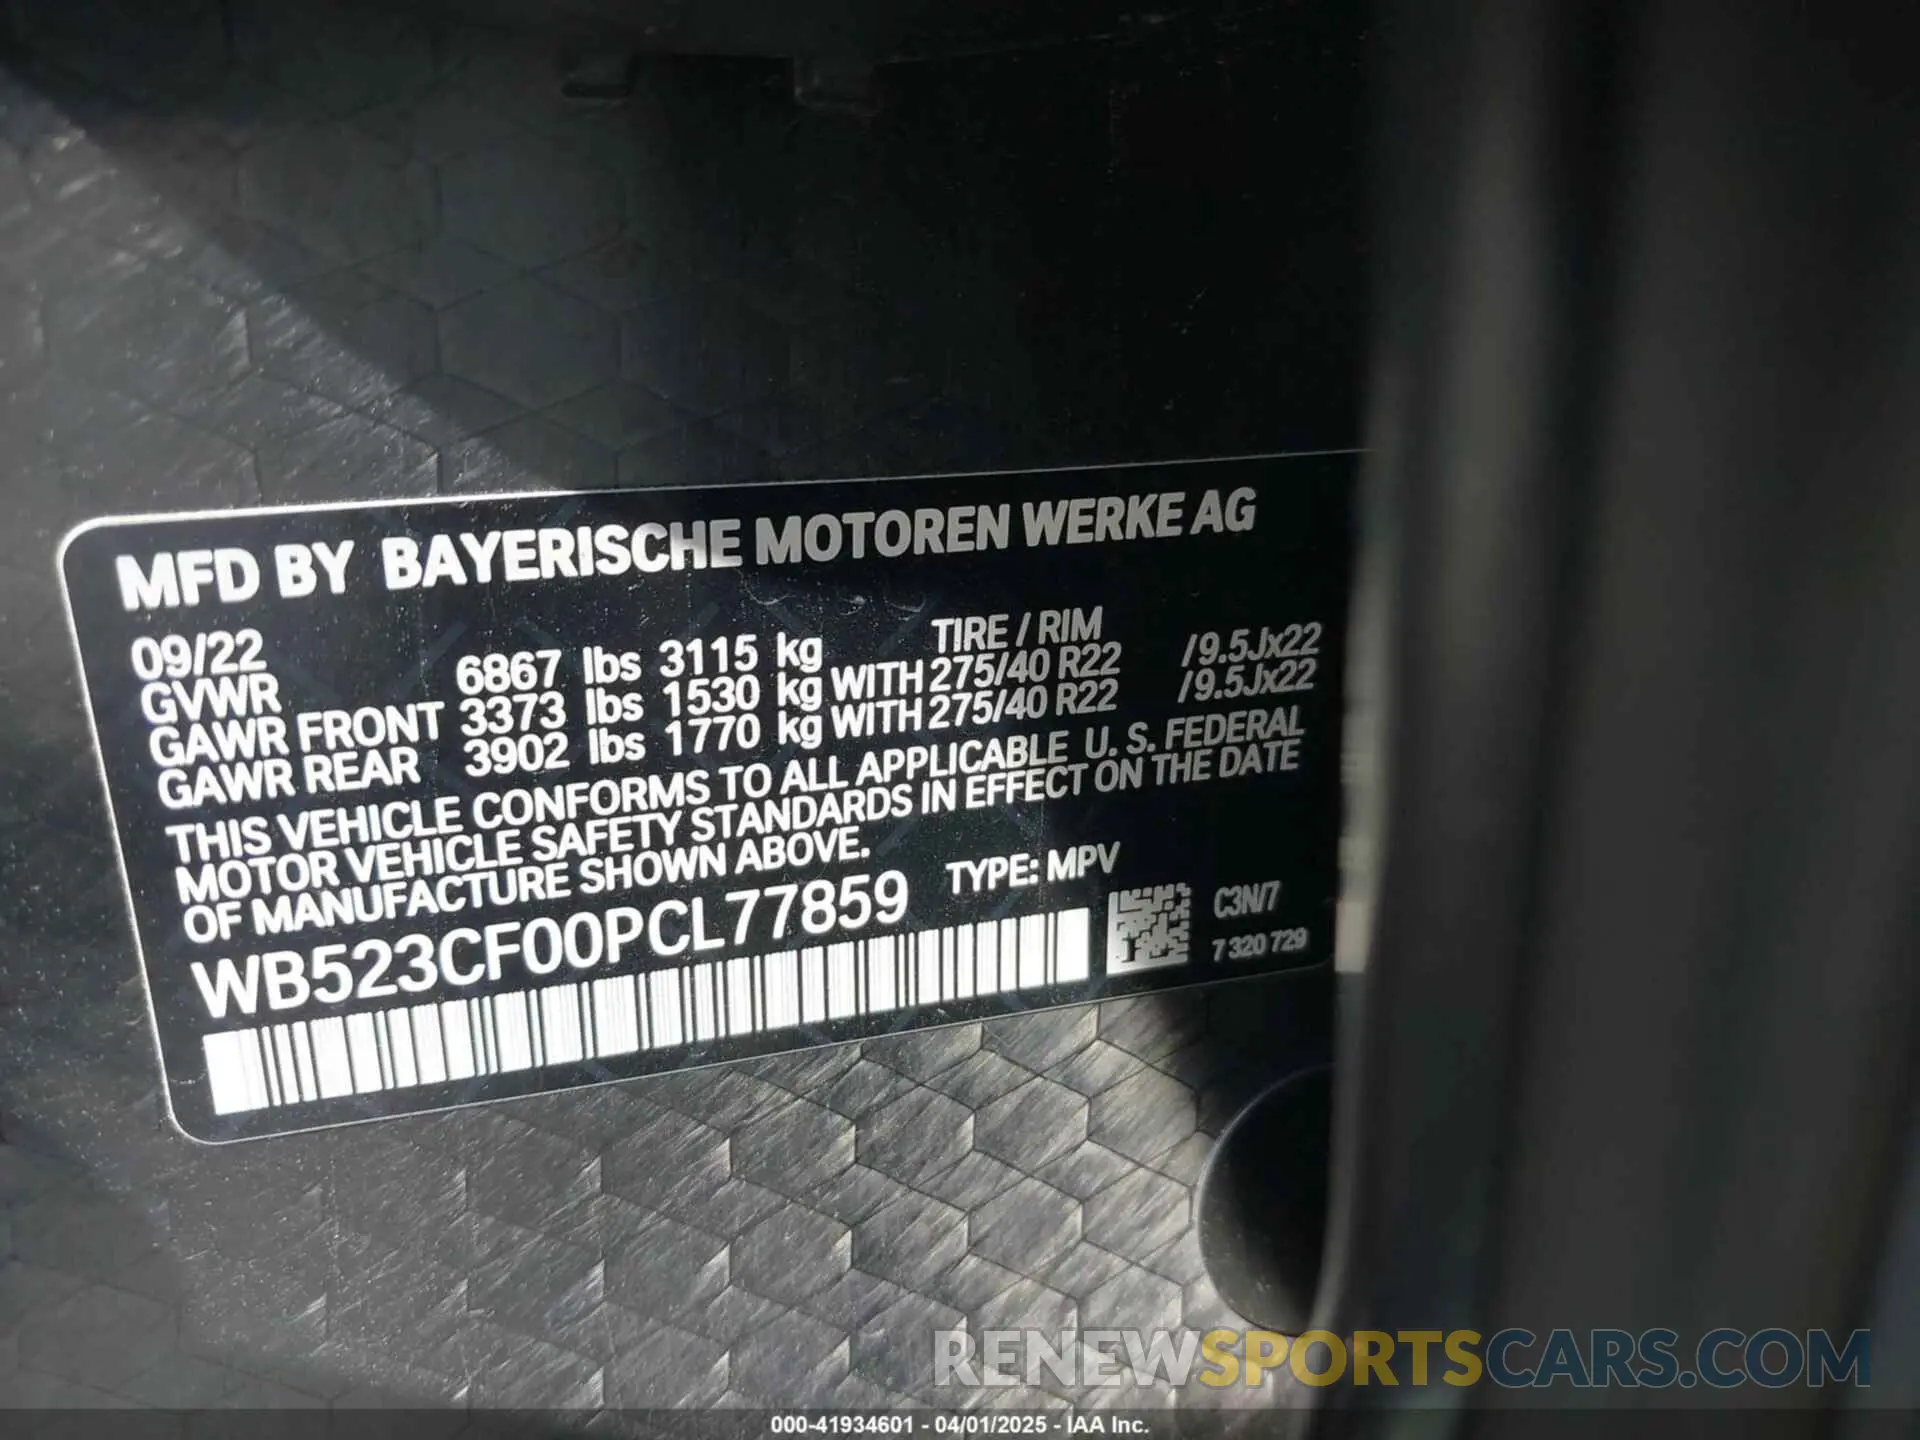 MFD BY BAYERISCHE MOTOREN WERKE AG
09/22 TIRE / RIM
GVWR 6867 lbs 3115 kg
GAWR FRONT 3373 lbs 1530 kg WITH 275/40 R22 /9.5Jx22
GAWR REAR 3902 lbs 1770 kg WITH 275/40 R22 /9.5Jx22
THIS VEHICLE CONFORMS TO ALL APPLICABLE U. S. FEDERAL
MOTOR VEHICLE SAFETY STANDARDS IN EFFECT ON THE DATE
OF MANUFACTURE SHOWN ABOVE.
WB523CF00PCL77859 TYPE: MPV
C3N/7
7 320 729
RENEWSPORTSCARS.COM
000-41934601 - 04/01/2025 - IAA Inc.